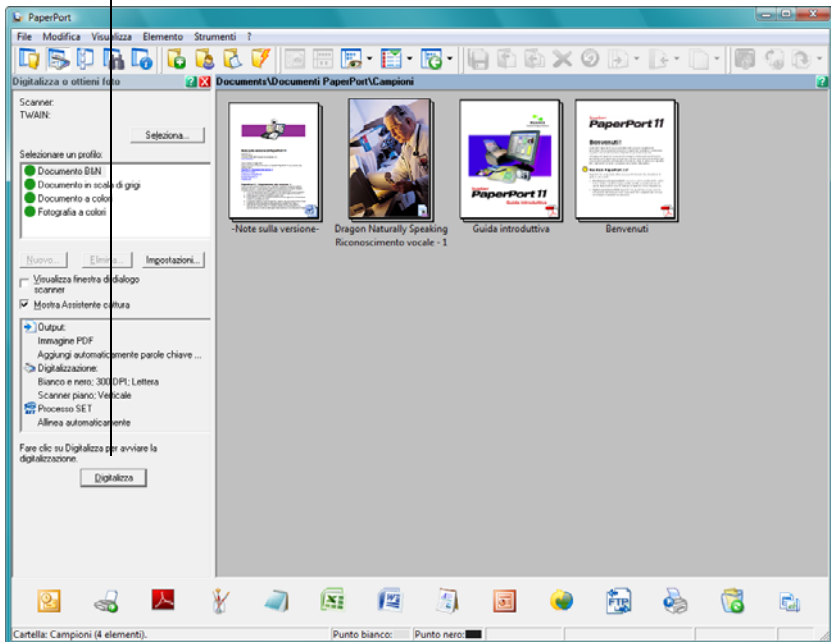 PaperPort
File Modifica Visualizza Elemento Strumenti ?
Digitalizza o ottieni foto
Documents\Documenti PaperPort\Campioni
Scanner:
TWAIN:
Seleziona...
Selezionare un profilo:
Documento B&N
Documento in scala di grigi
Documento a colori
Fotografia a colori
Nuovo... Elimina... Impostazioni...
Visualizza finestra di dialogo
scanner
Mostra Assistente cattura
Output:
Immagine PDF
Aggiungi automaticamente parole chiave ...
Digitalizzazione:
Bianco e nero; 300 DPI; Lettera
Scanner piano; Verticale
Processo SET
Allinea automaticamente
Fare clic su Digitalizza per avviare la
digitalizzazione.
Digitalizza
PaperPort 11
Guida introduttiva
PaperPort 11
Benvenuti!
-Note sulla versione-
Dragon Naturally Speaking
Riconoscimento vocale - 1
Guida introduttiva
Benvenuti
FTP
Cartella: Campioni (4 elementi).
Punto bianco:
Punto nero: